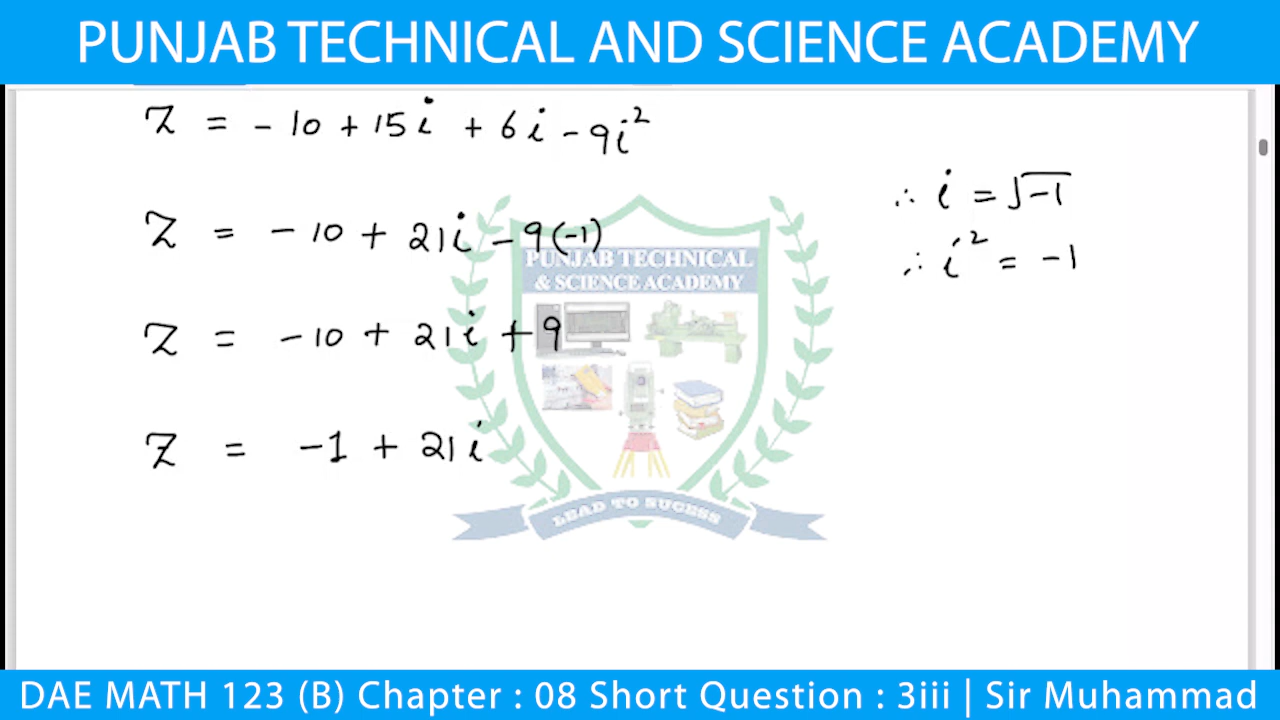 PUNJAB TECHNICAL AND SCIENCE ACADEMY
Z = - 10 + 15i + 6i - 9i²
∴ i = √-1
Z = - 10 + 21i - 9(-1)
∴ i² = -1
PUNJAB TECHNICAL
& SCIENCE ACADEMY
Z = - 10 + 21i + 9
Z = -1 + 21i
LEAD TO SUCESS
DAE MATH 123 (B) Chapter : 08 Short Question : 3iii | Sir Muhammad